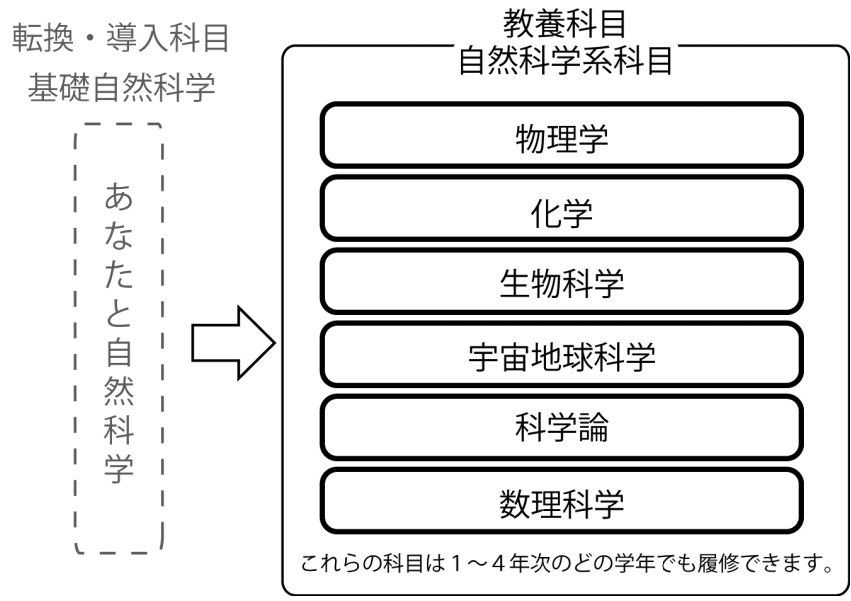 転換・導入科目
基礎自然科学
あなたと自然科学
教養科目
自然科学系科目
物理学
化学
生物科学
宇宙地球科学
科学論
数理科学
これらの科目は１～４年次のどの学年でも履修できます。